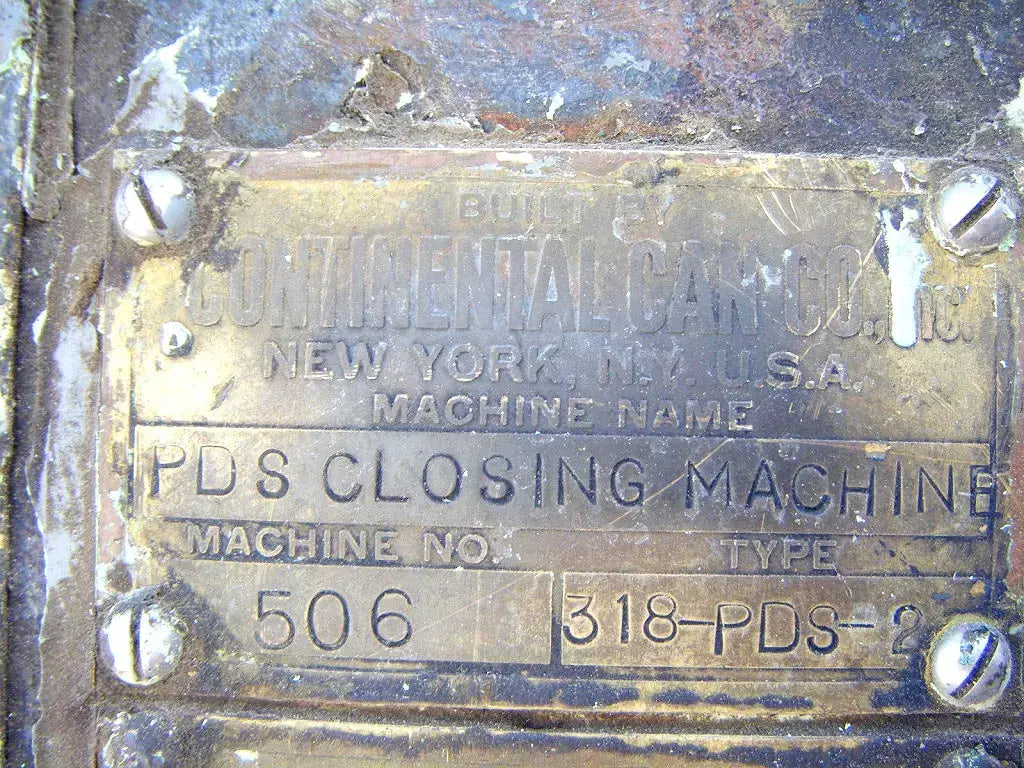 BUILT BY
CONTINENTAL CAN CO., INC.
NEW YORK, N.Y. U.S.A.
MACHINE NAME
PDS CLOSING MACHINE
MACHINE NO. TYPE
506 318-PDS-2